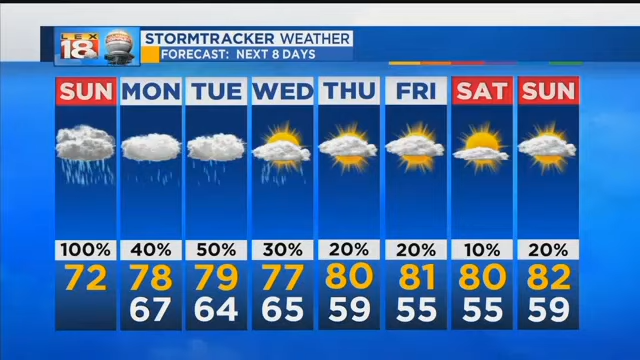 LEX
18
STORMTRACKER WEATHER
FORECAST: NEXT 8 DAYS
SUN MON TUE WED THU FRI SAT SUN
100% 40% 50% 30% 20% 20% 10% 20%
72 78 79 77 80 81 80 82
67 64 65 59 55 55 59